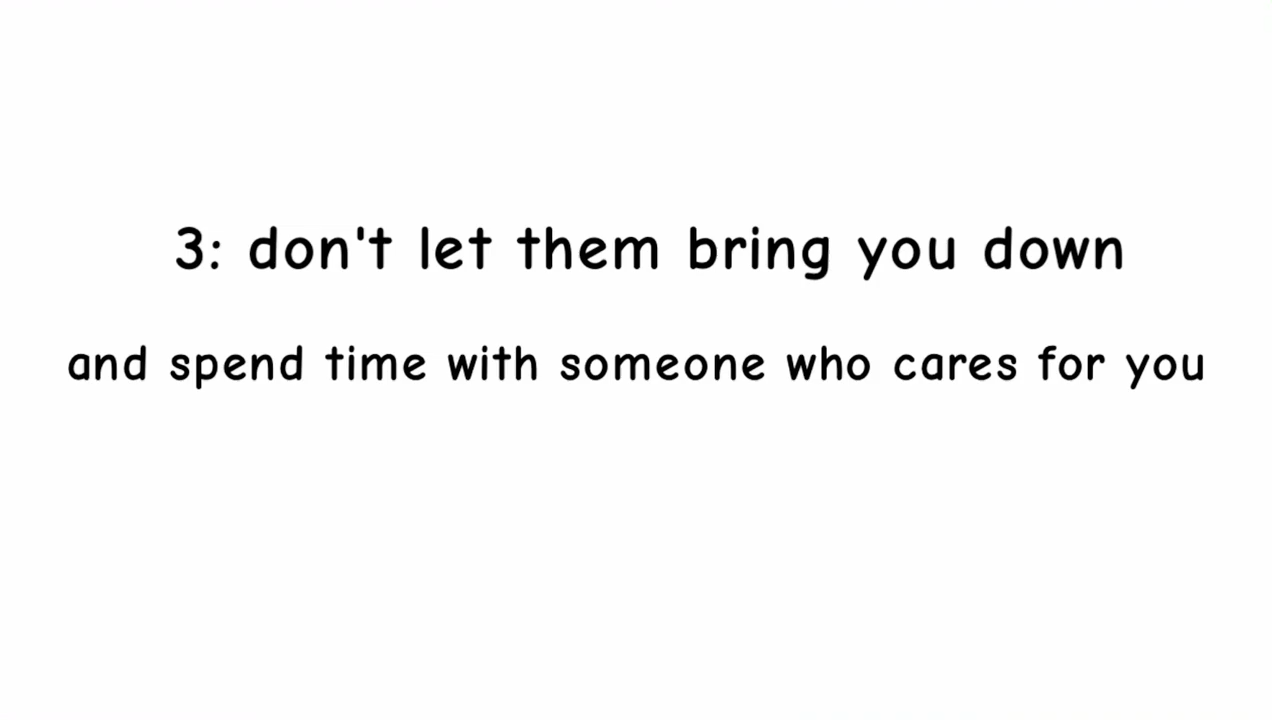 3: don't let them bring you down
and spend time with someone who cares for you